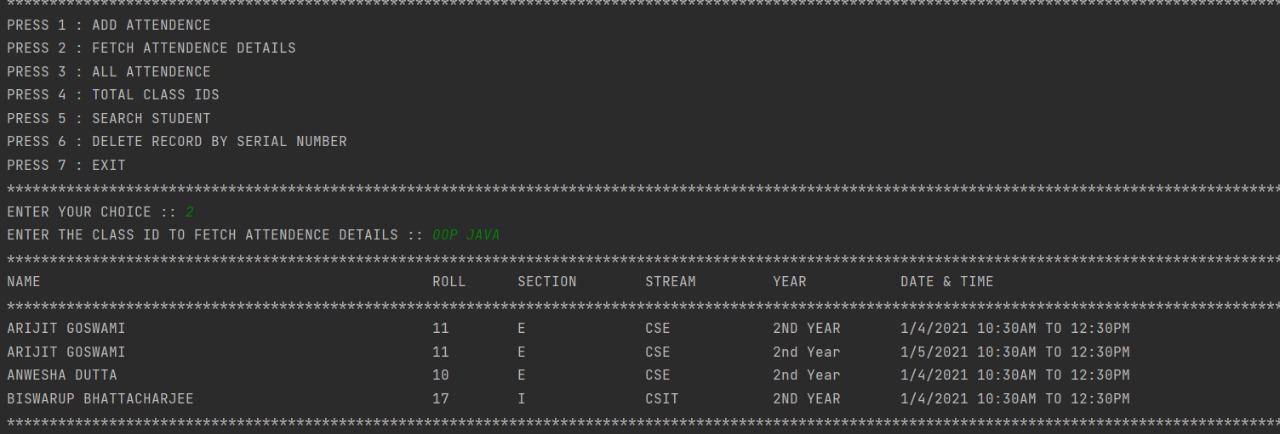 ****************************************************************************************************************************************************
PRESS 1 : ADD ATTENDENCE
PRESS 2 : FETCH ATTENDENCE DETAILS
PRESS 3 : ALL ATTENDENCE
PRESS 4 : TOTAL CLASS IDS
PRESS 5 : SEARCH STUDENT
PRESS 6 : DELETE RECORD BY SERIAL NUMBER
PRESS 7 : EXIT
****************************************************************************************************************************************************
ENTER YOUR CHOICE :: 2
ENTER THE CLASS ID TO FETCH ATTENDENCE DETAILS :: OOP JAVA
****************************************************************************************************************************************************
NAME ROLL SECTION STREAM YEAR DATE & TIME
****************************************************************************************************************************************************
ARIJIT GOSWAMI 11 E CSE 2ND YEAR 1/4/2021 10:30AM TO 12:30PM
ARIJIT GOSWAMI 11 E CSE 2nd Year 1/5/2021 10:30AM TO 12:30PM
ANWESHA DUTTA 10 E CSE 2nd Year 1/4/2021 10:30AM TO 12:30PM
BISWARUP BHATTACHARJEE 17 I CSIT 2ND YEAR 1/4/2021 10:30AM TO 12:30PM
****************************************************************************************************************************************************